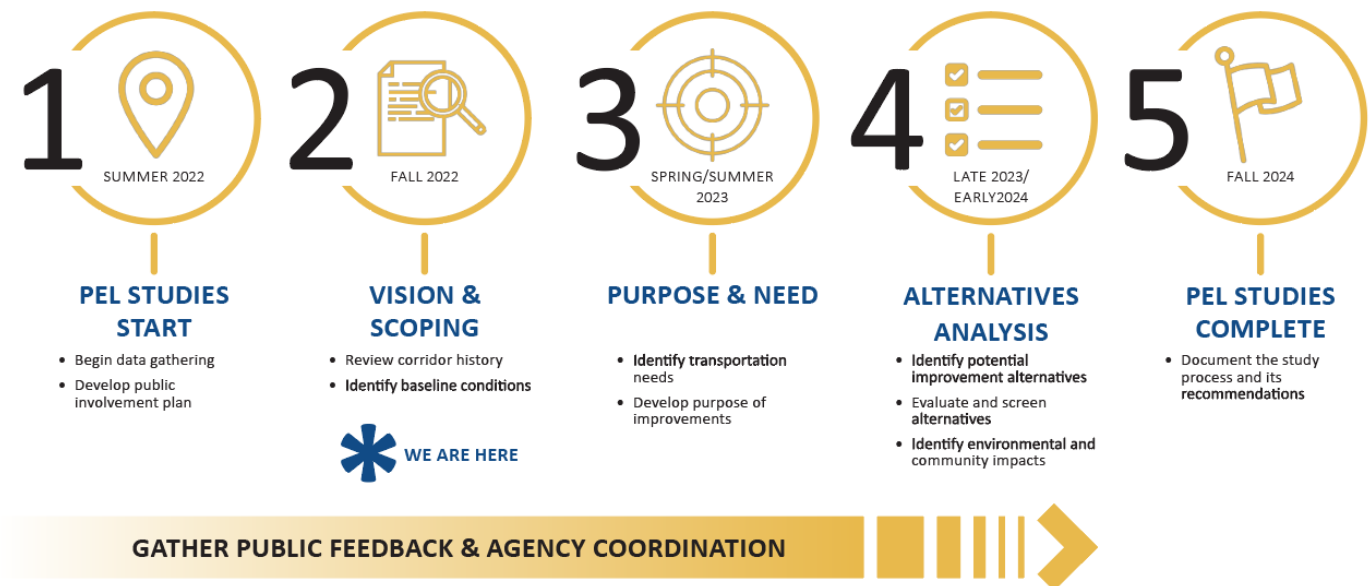 1
SUMMER 2022
PEL STUDIES
START
• Begin data gathering
• Develop public
involvement plan
2
FALL 2022
VISION &
SCOPING
• Review corridor history
• Identify baseline conditions
WE ARE HERE
3
SPRING/SUMMER
2023
PURPOSE & NEED
• Identify transportation
needs
• Develop purpose of
improvements
4
LATE 2023/
EARLY2024
ALTERNATIVES
ANALYSIS
• Identify potential
improvement alternatives
• Evaluate and screen
alternatives
• Identify environmental and
community impacts
5
FALL 2024
PEL STUDIES
COMPLETE
• Document the study
process and its
recommendations
GATHER PUBLIC FEEDBACK & AGENCY COORDINATION